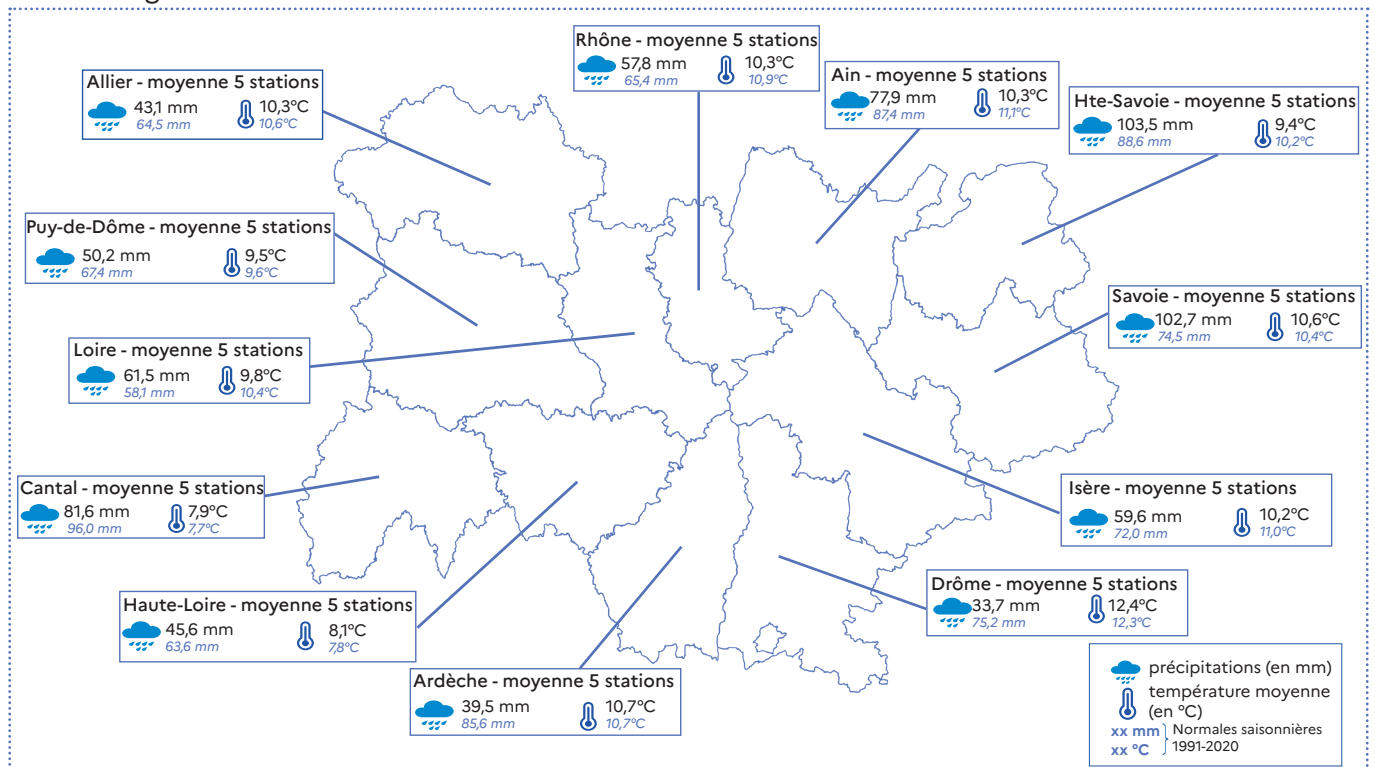 Rhône - moyenne 5 stations
57,8 mm 10,3°C
65,4 mm 10,9°C
Allier - moyenne 5 stations
43,1 mm 10,3°C
64,5 mm 10,6°C
Ain - moyenne 5 stations
77,9 mm 10,3°C
87,4 mm 11,1°C
Hte-Savoie - moyenne 5 stations
103,5 mm 9,4°C
88,6 mm 10,2°C
Puy-de-Dôme - moyenne 5 stations
50,2 mm 9,5°C
67,4 mm 9,6°C
Savoie - moyenne 5 stations
102,7 mm 10,6°C
74,5 mm 10,4°C
Loire - moyenne 5 stations
61,5 mm 9,8°C
58,1 mm 10,4°C
Cantal - moyenne 5 stations
81,6 mm 7,9°C
96,0 mm 7,7°C
Isère - moyenne 5 stations
59,6 mm 10,2°C
72,0 mm 11,0°C
Haute-Loire - moyenne 5 stations
45,6 mm 8,1°C
63,6 mm 7,8°C
Drôme - moyenne 5 stations
33,7 mm 12,4°C
75,2 mm 12,3°C
Ardèche - moyenne 5 stations
39,5 mm 10,7°C
85,6 mm 10,7°C
précipitations (en mm)
température moyenne
(en °C)
xx mm Normales saisonnières
xx °C 1991-2020